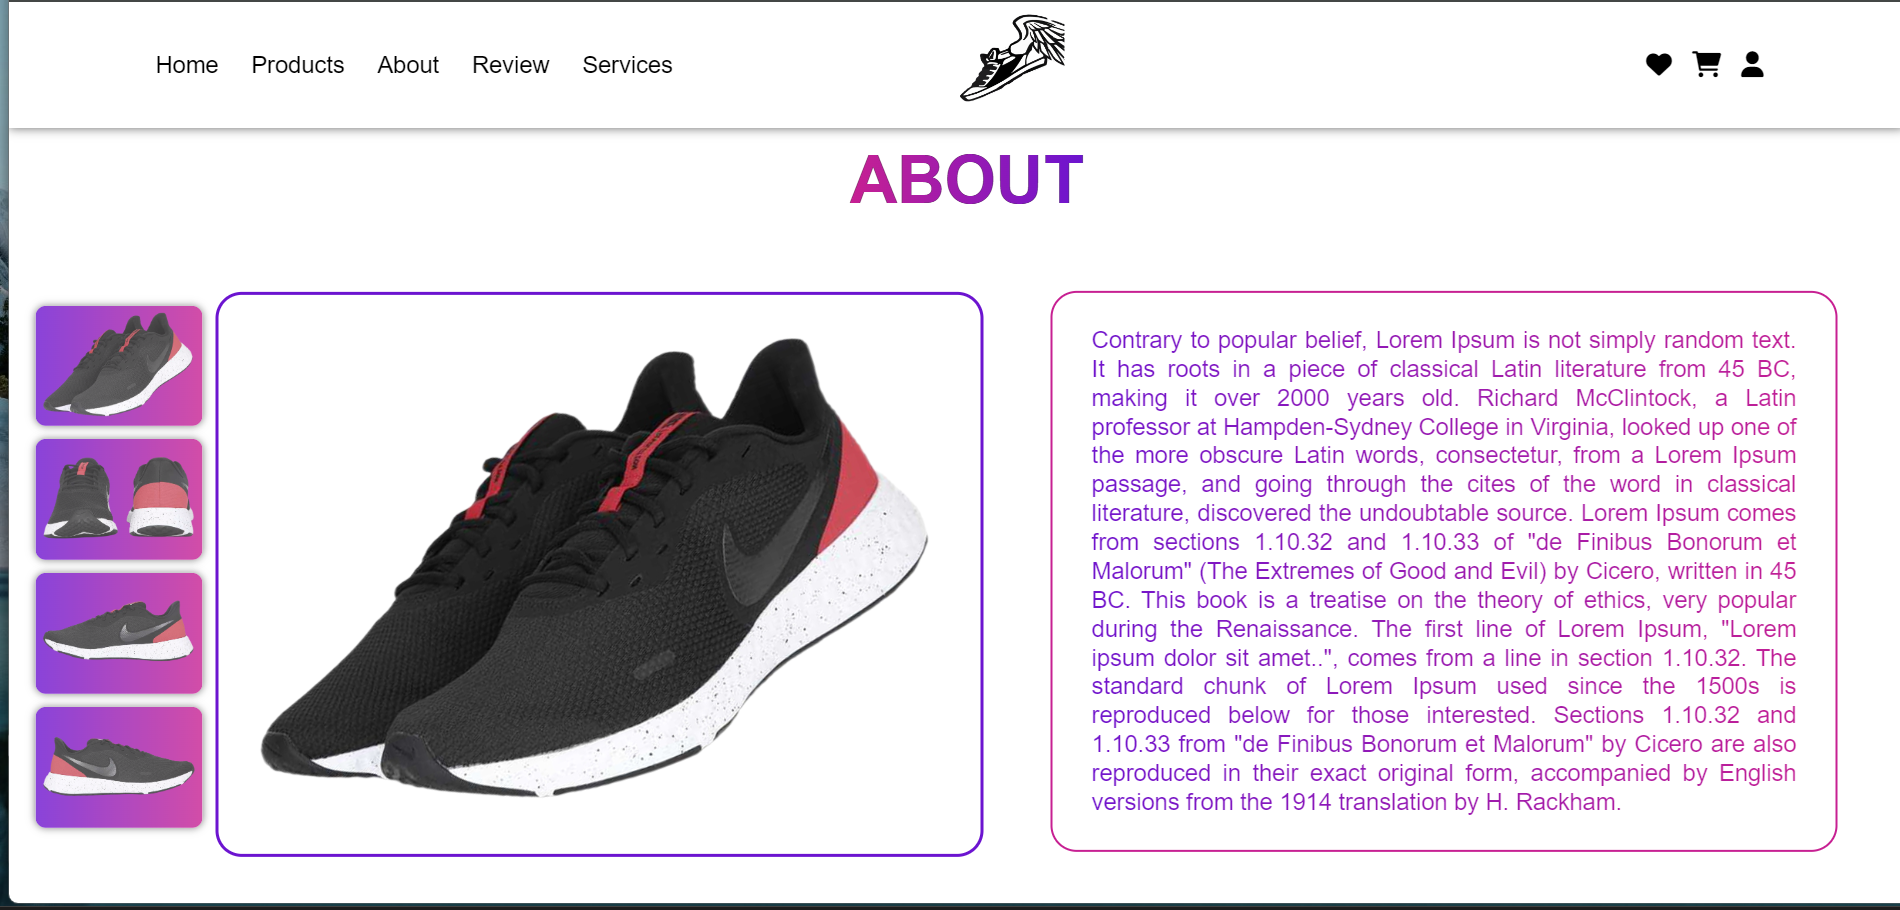 Home Products About Review Services
ABOUT
Contrary to popular belief, Lorem Ipsum is not simply random text.
It has roots in a piece of classical Latin literature from 45 BC,
making it over 2000 years old. Richard McClintock, a Latin
professor at Hampden-Sydney College in Virginia, looked up one of
the more obscure Latin words, consectetur, from a Lorem Ipsum
passage, and going through the cites of the word in classical
literature, discovered the undoubtable source. Lorem Ipsum comes
from sections 1.10.32 and 1.10.33 of "de Finibus Bonorum et
Malorum" (The Extremes of Good and Evil) by Cicero, written in 45
BC. This book is a treatise on the theory of ethics, very popular
during the Renaissance. The first line of Lorem Ipsum, "Lorem
ipsum dolor sit amet..", comes from a line in section 1.10.32. The
standard chunk of Lorem Ipsum used since the 1500s is
reproduced below for those interested. Sections 1.10.32 and
1.10.33 from "de Finibus Bonorum et Malorum" by Cicero are also
reproduced in their exact original form, accompanied by English
versions from the 1914 translation by H. Rackham.